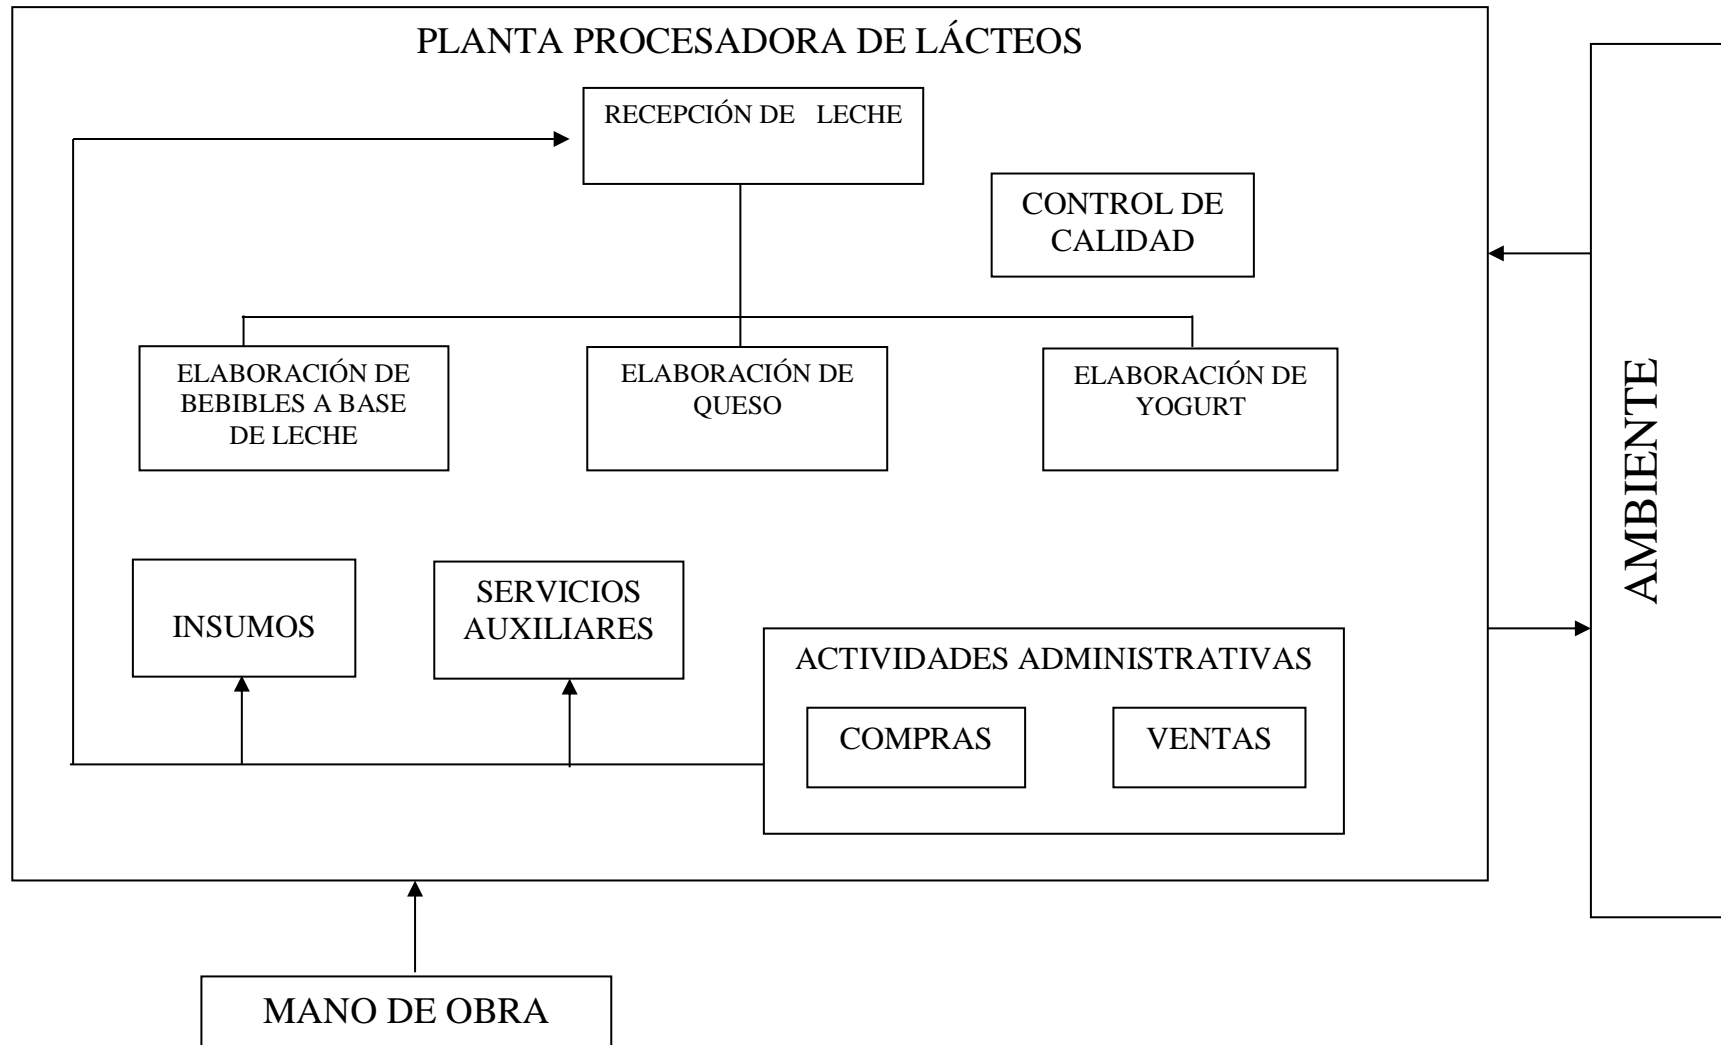 PLANTA PROCESADORA DE LÁCTEOS
RECEPCIÓN DE LECHE
CONTROL DE
CALIDAD
ELABORACIÓN DE
BEBIBLES A BASE
DE LECHE
ELABORACIÓN DE
QUESO
ELABORACIÓN DE
YOGURT
AMBIENTE
INSUMOS
SERVICIOS
AUXILIARES
ACTIVIDADES ADMINISTRATIVAS
COMPRAS
VENTAS
MANO DE OBRA